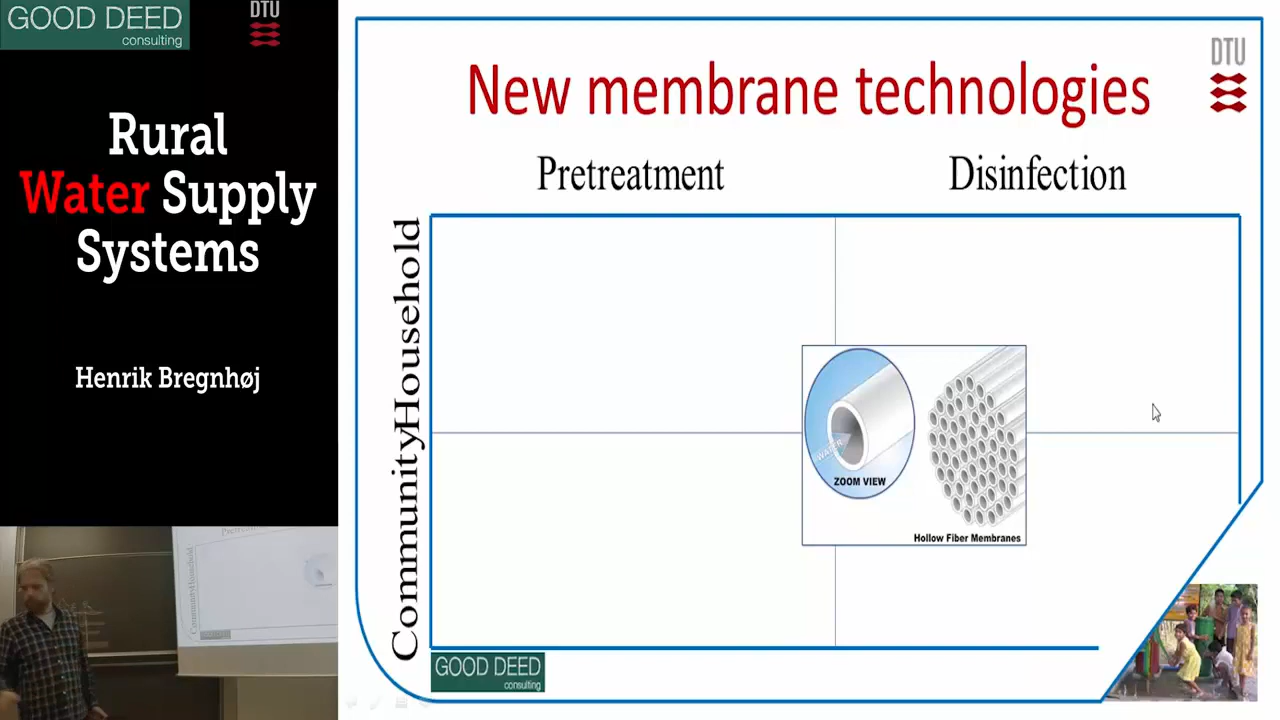 GOOD DEED
consulting
DTU
Rural
Water Supply
Systems
Henrik Bregnhøj
New membrane technologies
DTU
Pretreatment
Disinfection
Household
Community
WATER
ZOOM VIEW
Hollow Fiber Membranes
GOOD DEED
consulting